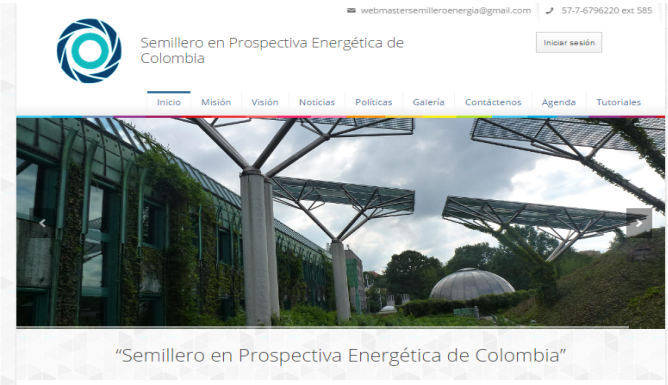 webmastersemilleroenergia@gmail.com 57-7-6796220 ext 585
Semillero en Prospectiva Energética de
Colombia
Iniciar sesión
Inicio Misión Visión Noticias Políticas Galería Contáctenos Agenda Tutoriales
“Semillero en Prospectiva Energética de Colombia”